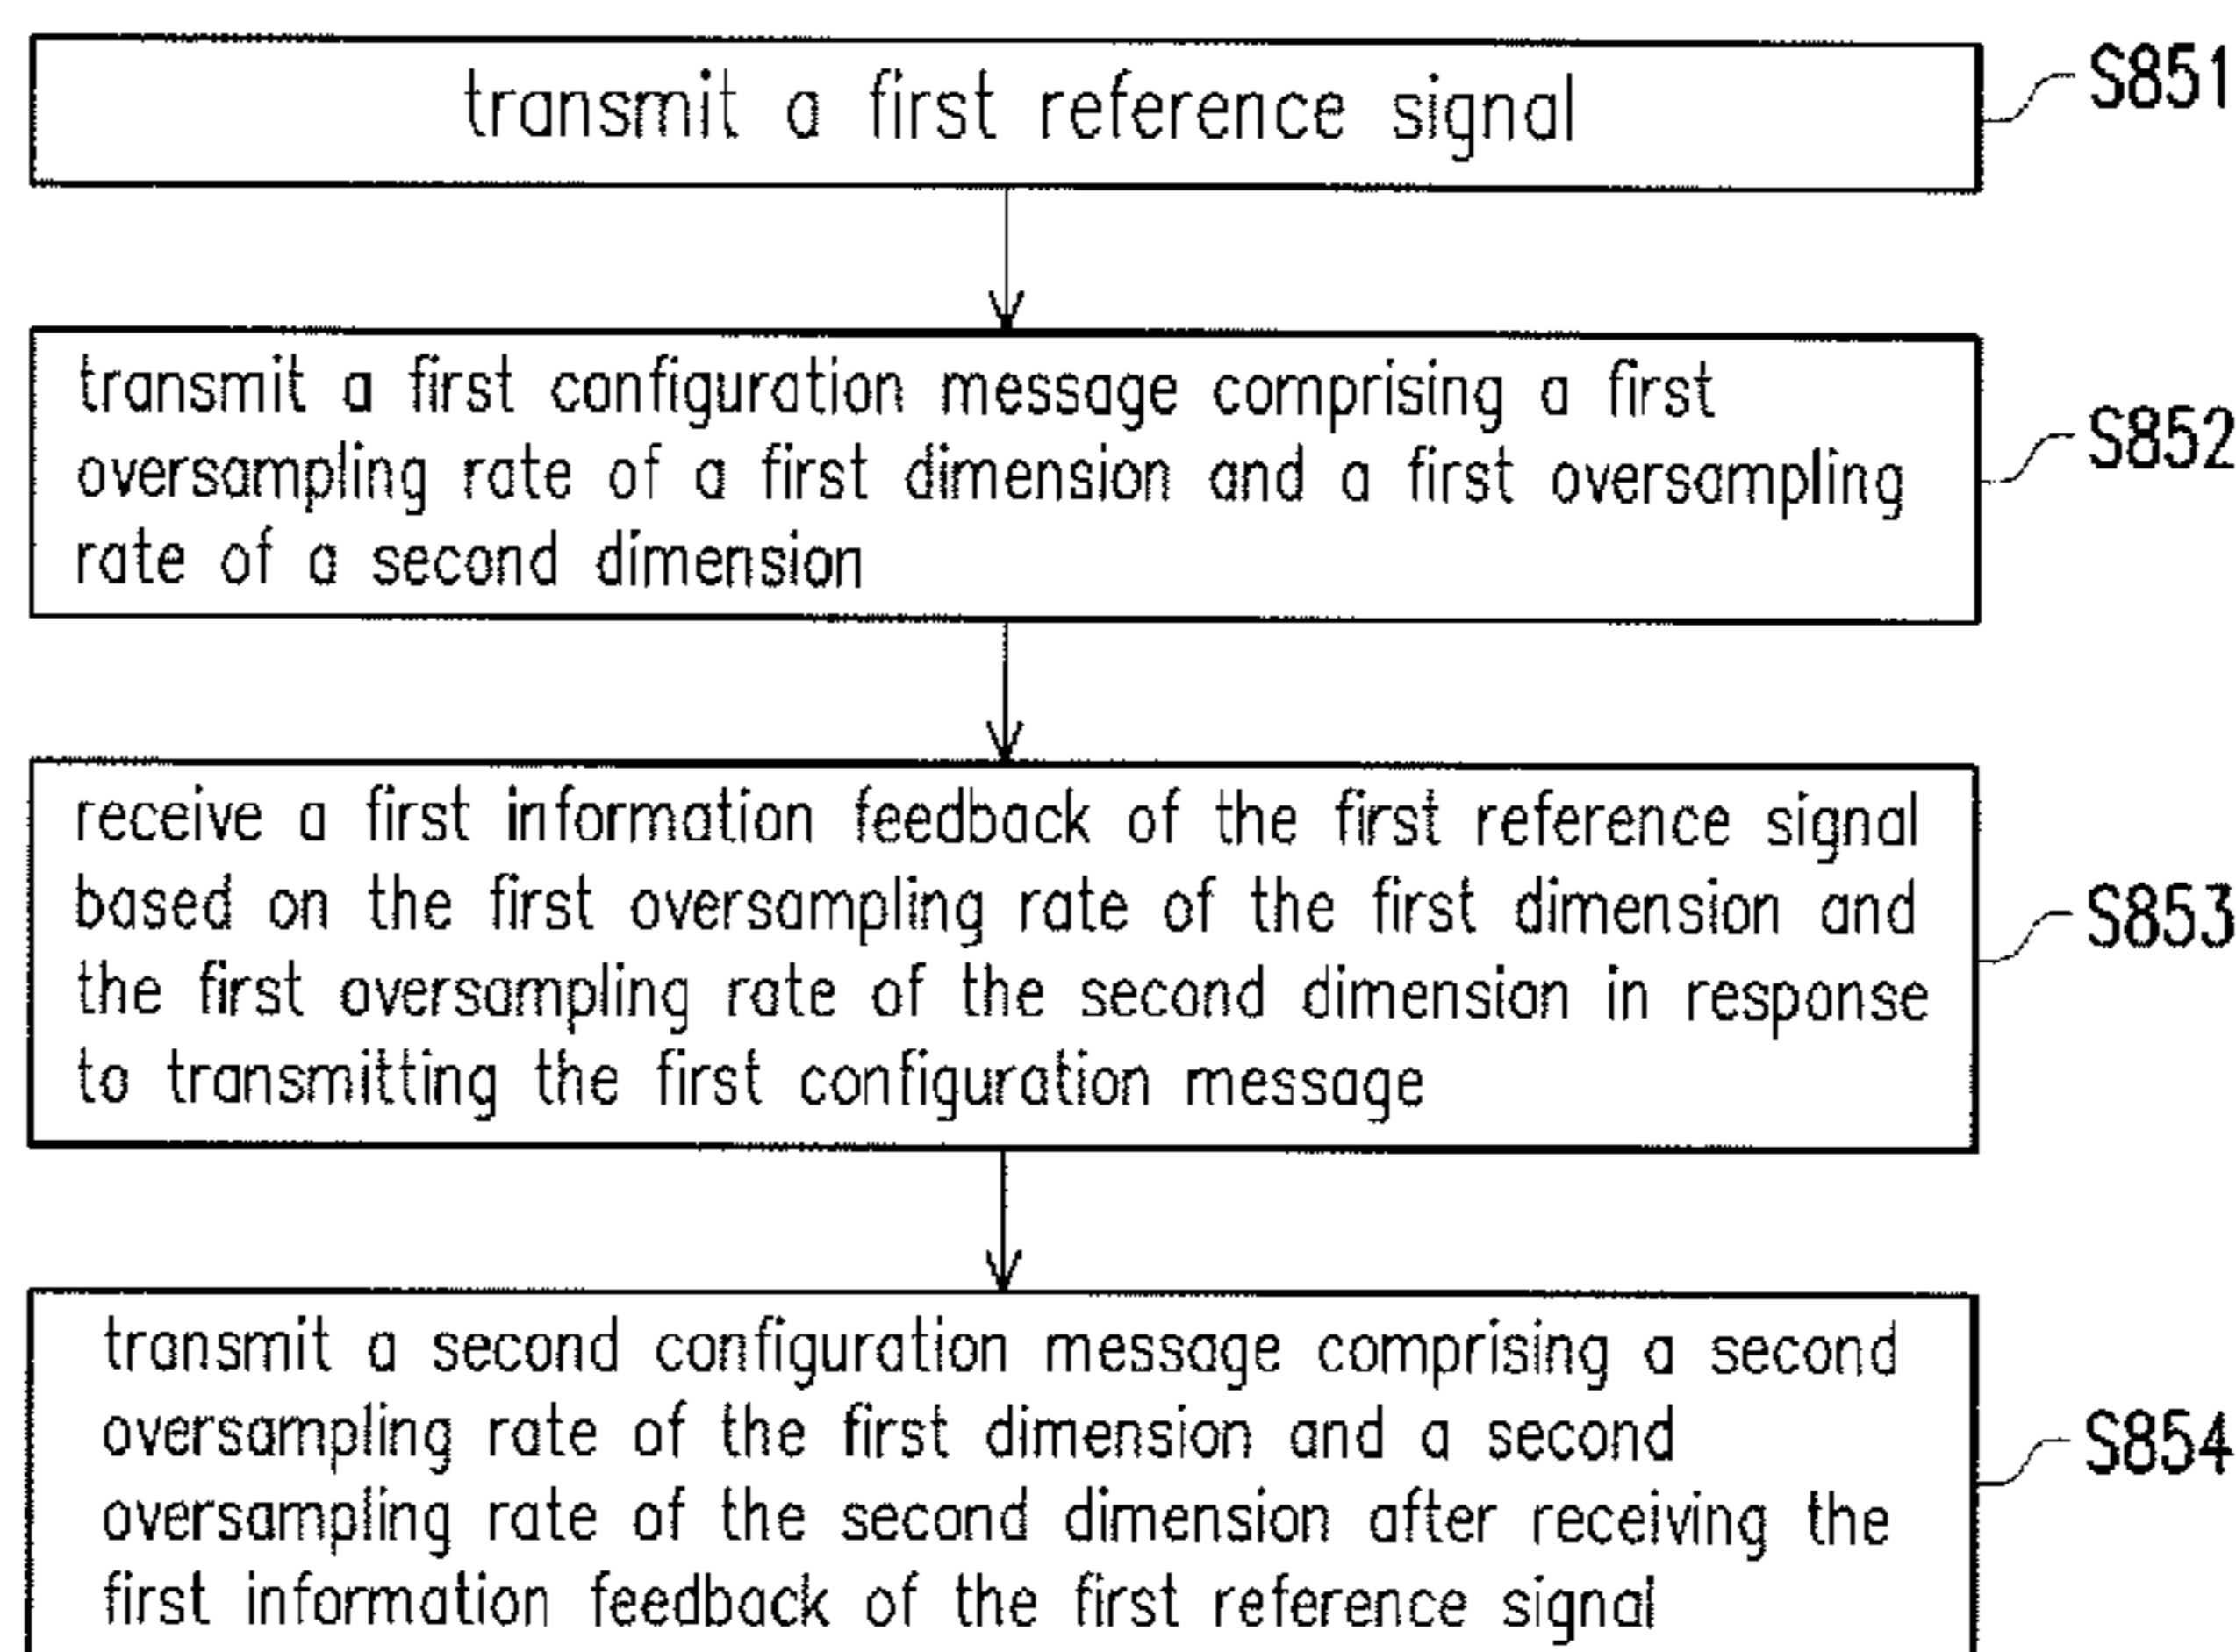 transmit a first reference signal
S851
transmit a first configuration message comprising a first
oversampling rate of a first dimension and a first oversampling
rate of a second dimension
S852
receive a first information feedback of the first reference signal
based on the first oversampling rate of the first dimension and
the first oversampling rate of the second dimension in response
to transmitting the first configuration message
S853
transmit a second configuration message comprising a second
oversampling rate of the first dimension and a second
oversampling rate of the second dimension after receiving the
first information feedback of the first reference signal
S854